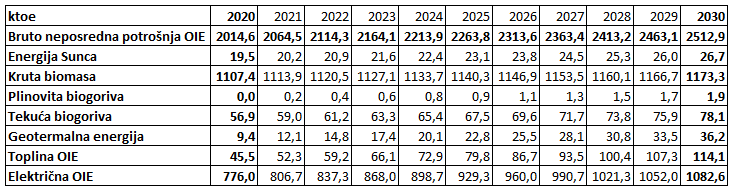 ktoe 2020 2021 2022 2023 2024 2025 2026 2027 2028 2029 2030
Bruto neposredna potrošnja OIE 2014,6 2064,5 2114,3 2164,1 2213,9 2263,8 2313,6 2363,4 2413,2 2463,1 2512,9
Energija Sunca 19,5 20,2 20,9 21,6 22,4 23,1 23,8 24,5 25,3 26,0 26,7
Kruta biomasa 1107,4 1113,9 1120,5 1127,1 1133,7 1140,3 1146,9 1153,5 1160,1 1166,7 1173,3
Plinovita biogoriva 0,0 0,2 0,4 0,6 0,8 0,9 1,1 1,3 1,5 1,7 1,9
Tekuća biogoriva 56,9 59,0 61,2 63,3 65,4 67,5 69,6 71,7 73,8 75,9 78,1
Geotermalna energija 9,4 12,1 14,8 17,4 20,1 22,8 25,5 28,1 30,8 33,5 36,2
Toplina OIE 45,5 52,3 59,2 66,1 72,9 79,8 86,7 93,5 100,4 107,3 114,1
Električna OIE 776,0 806,7 837,3 868,0 898,7 929,3 960,0 990,7 1021,3 1052,0 1082,6